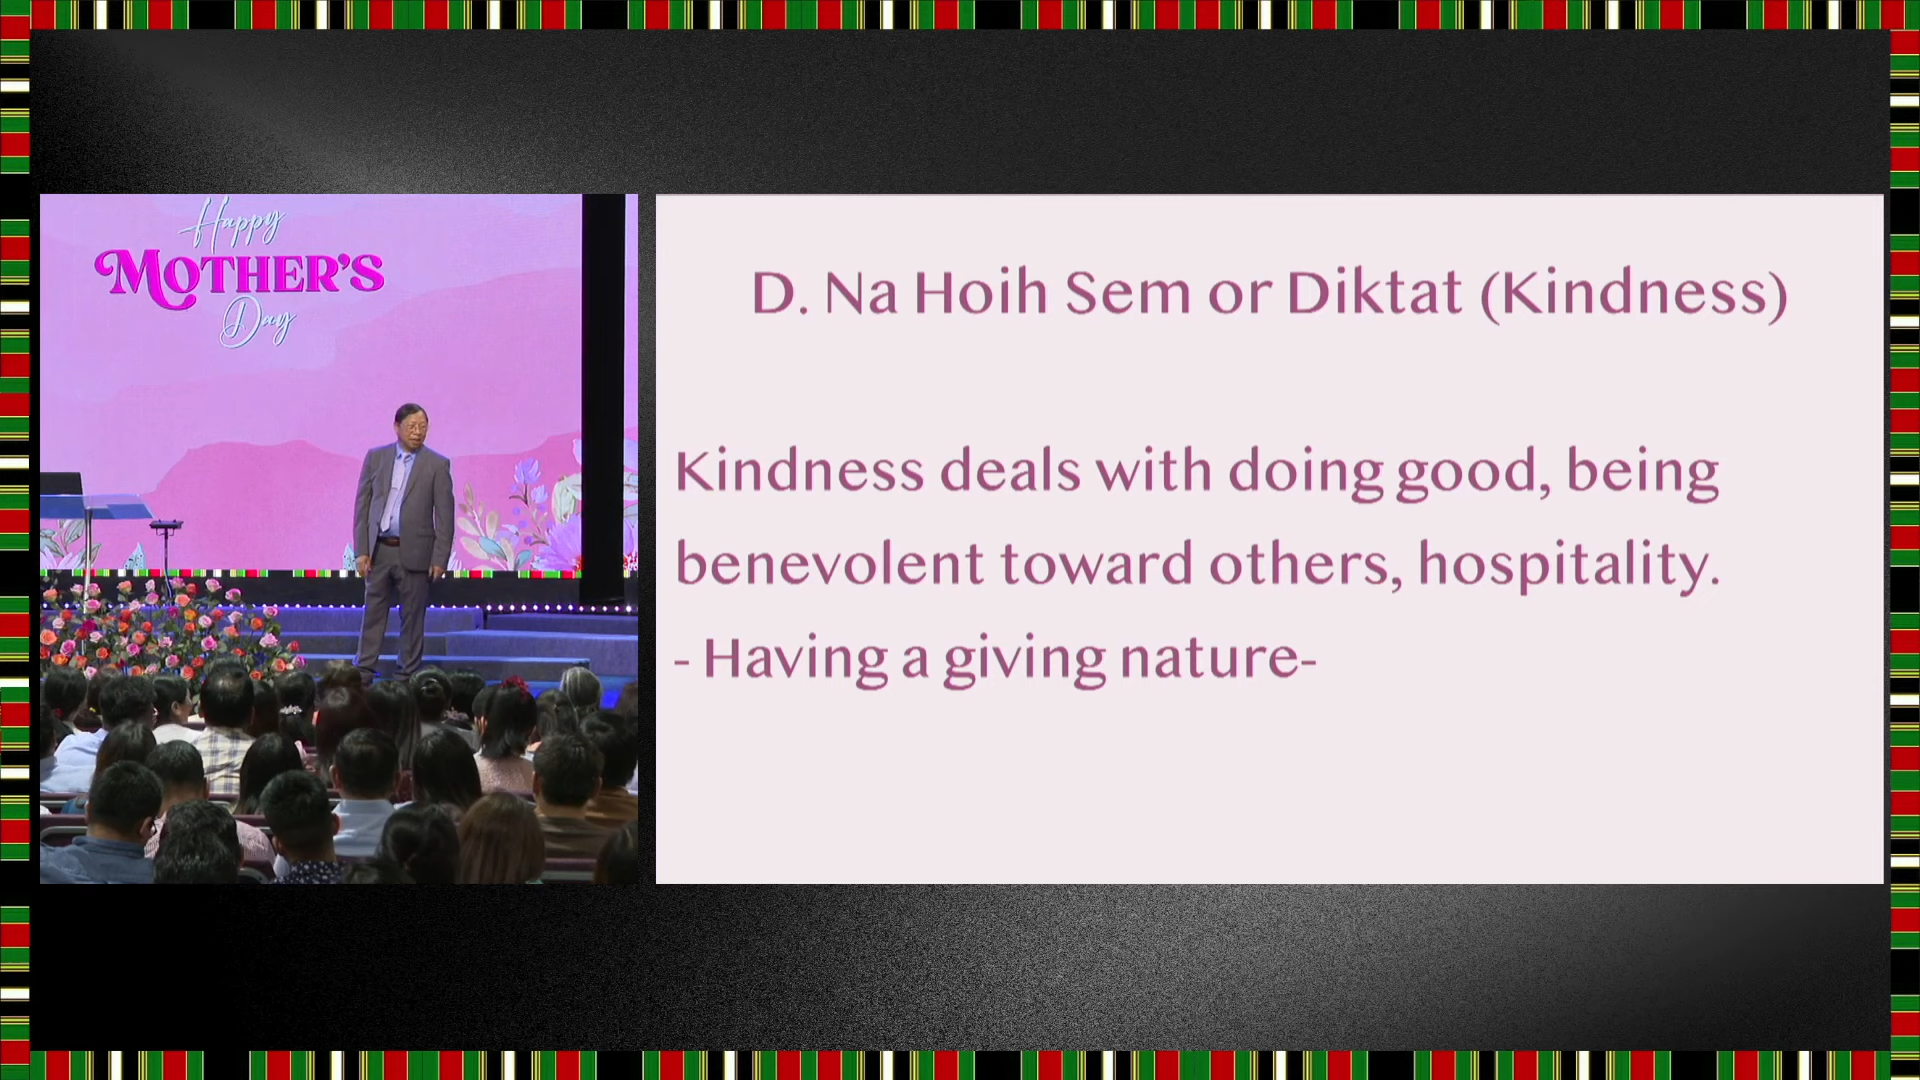 Happy
MOTHER'S
Day
D. Na Hoih Sem or Diktat (Kindness)
Kindness deals with doing good, being
benevolent toward others, hospitality.
- Having a giving nature-